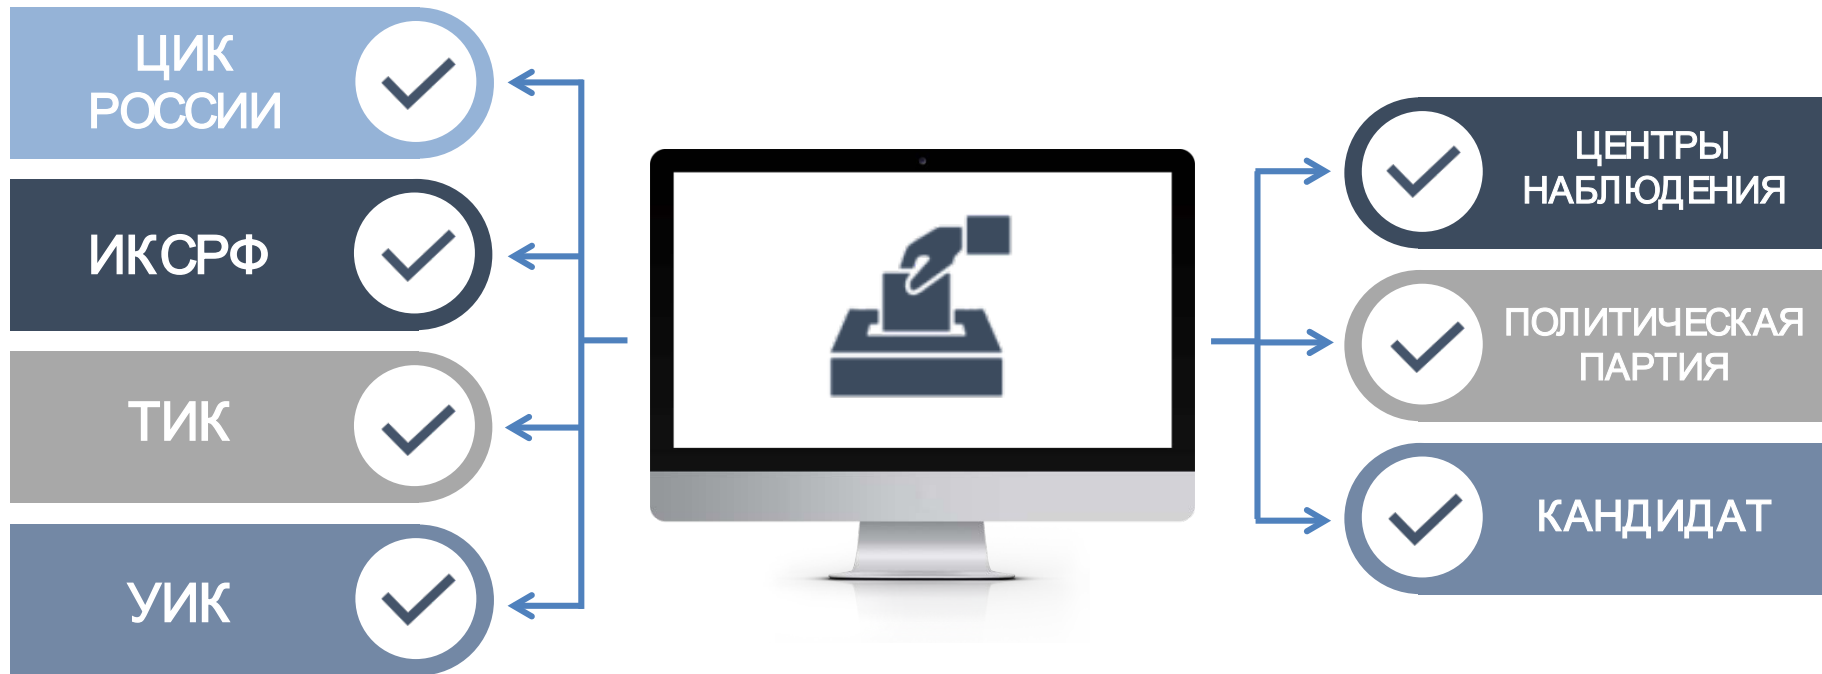 ЦИК
РОССИИ
ИКСРФ
ТИК
УИК
ЦЕНТРЫ
НАБЛЮДЕНИЯ
ПОЛИТИЧЕСКАЯ
ПАРТИЯ
КАНДИДАТ